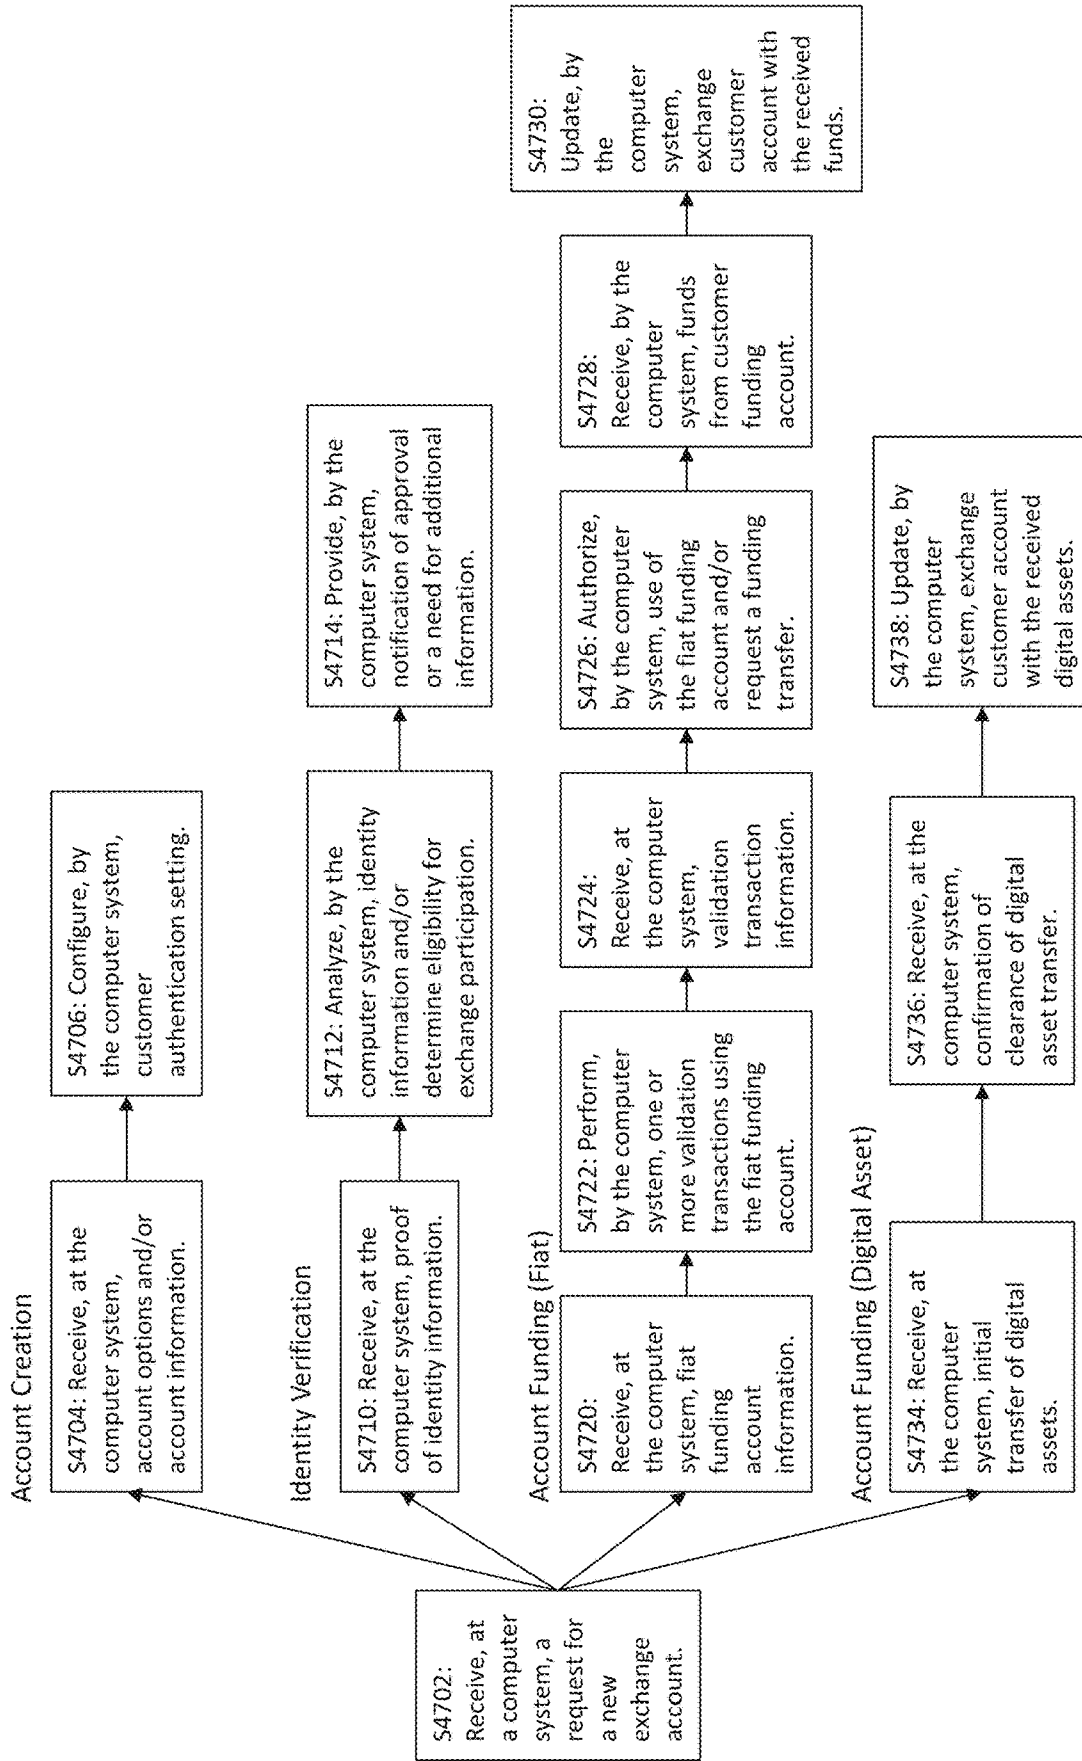 S4702:
Receive, at
a computer
system, a
request for
a new
exchange
account.
Account Creation
S4704: Receive, at the
computer system,
account options and/or
account information.
S4706: Configure, by
the computer system,
customer
authentication setting.
Identity Verification
S4710: Receive, at the
computer system, proof
of identity information.
S4712: Analyze, by the
computer system, identity
information and/or
determine eligibility for
exchange participation.
S4714: Provide, by the
computer system,
notification of approval
or a need for additional
information.
Account Funding (Fiat)
S4720:
Receive, at
the computer
system, fiat
funding
account
information.
S4722: Perform,
by the computer
system, one or
more validation
transactions using
the fiat funding
account.
S4724:
Receive, at
the computer
system,
validation
transaction
information.
S4726: Authorize,
by the computer
system, use of
the fiat funding
account and/or
request a funding
transfer.
S4728:
Receive, by the
computer
system, funds
from customer
funding
account.
S4730:
Update, by
the
computer
system,
exchange
customer
account with
the received
funds.
Account Funding (Digital Asset)
S4734: Receive, at
the computer
system, initial
transfer of digital
assets.
S4736: Receive, at the
computer system,
confirmation of
clearance of digital
asset transfer.
S4738: Update, by
the computer
system, exchange
customer account
with the received
digital assets.